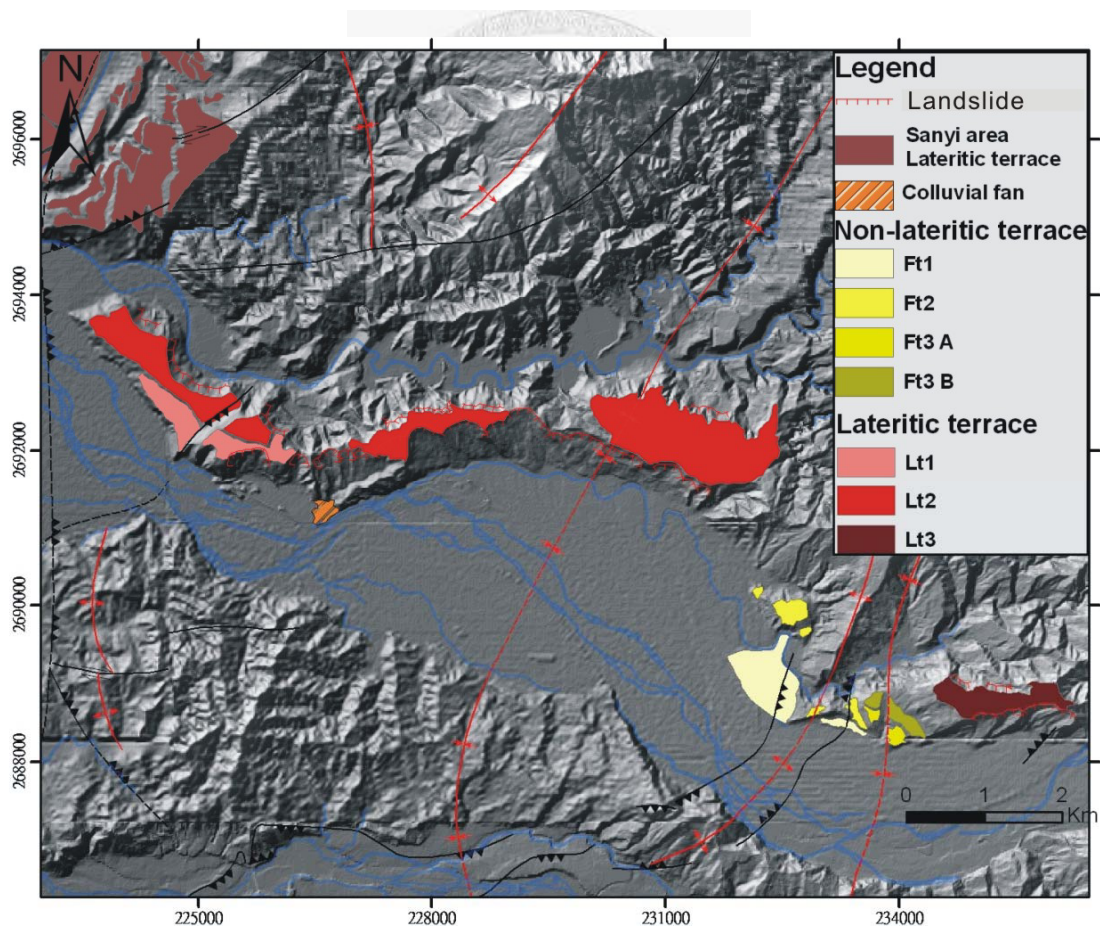 N
Legend
Landslide
Sanyi area
Lateritic terrace
Colluvial fan
Non-lateritic terrace
Ft1
Ft2
Ft3 A
Ft3 B
Lateritic terrace
Lt1
Lt2
Lt3
2696000
2694000
2692000
2690000
2688000
0 1 2
Km
225000 228000 231000 234000